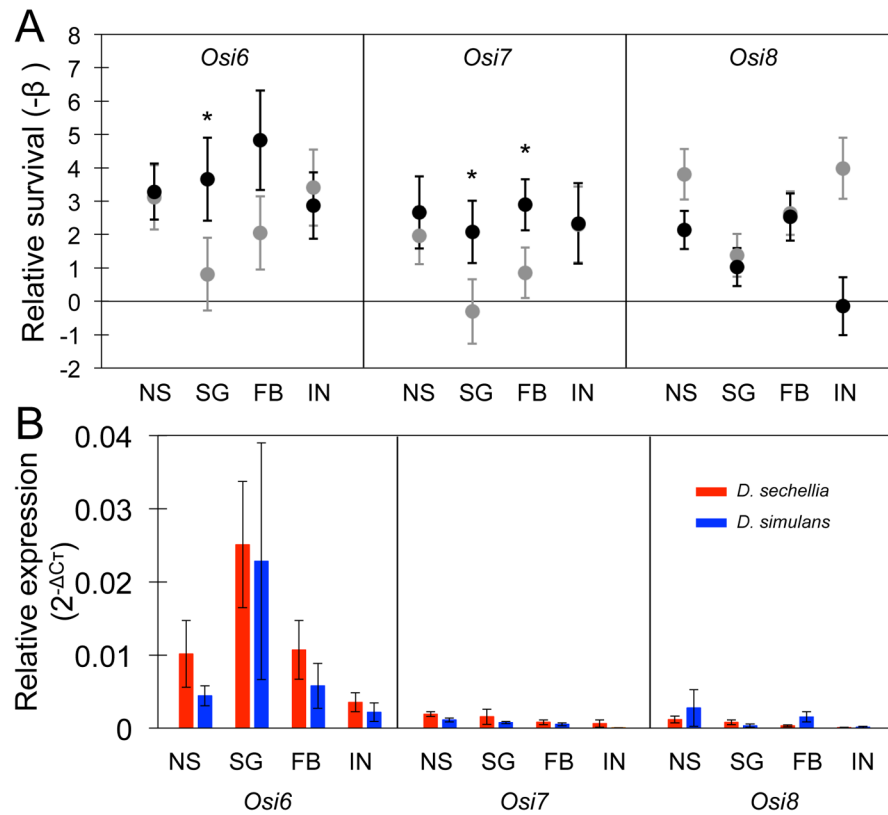 A
Relative survival (-β)
8
7
6
5
4
3
2
1
0
-1
-2
Osi6 Osi7 Osi8
*
* *
NS SG FB IN NS SG FB IN NS SG FB IN
B
Relative expression
(2-ΔCT)
0.04
0.03
0.02
0.01
0
D. sechellia
D. simulans
NS SG FB IN NS SG FB IN NS SG FB IN
Osi6 Osi7 Osi8